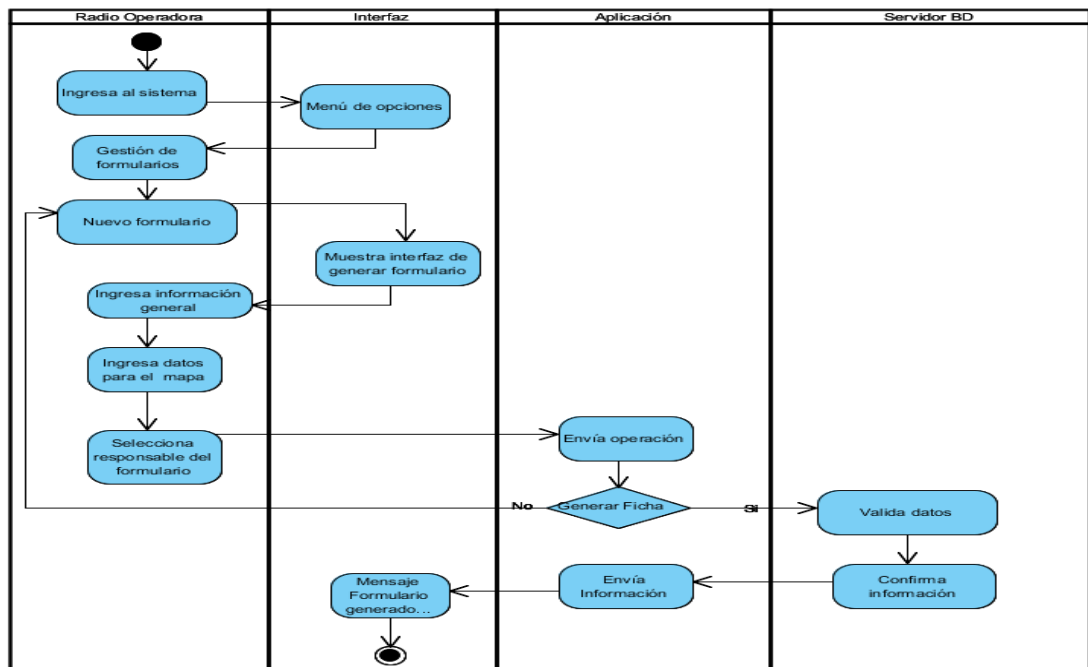 Radio Operadora
Interfaz
Aplicación
Servidor BD
Ingresa al sistema
Menú de opciones
Gestión de
formularios
Nuevo formulario
Muestra interfaz de
generar formulario
Ingresa información
general
Ingresa datos
para el mapa
Selecciona
responsable del
formulario
Envía operación
No
Generar Ficha
Si
Valida datos
Confirma
información
Envía
Información
Mensaje
Formulario
generado...